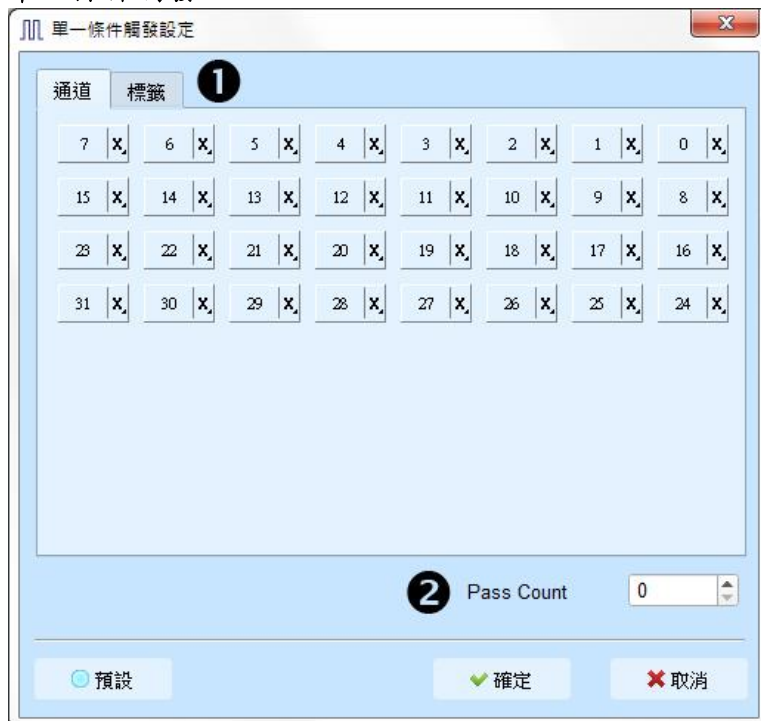 單一條件觸發設定
通道 標籤 1
7 X 6 X 5 X 4 X 3 X 2 X 1 X 0 X
15 X 14 X 13 X 12 X 11 X 10 X 9 X 8 X
23 X 22 X 21 X 20 X 19 X 18 X 17 X 16 X
31 X 30 X 29 X 28 X 27 X 26 X 25 X 24 X
2 Pass Count 0
預設 確定 取消